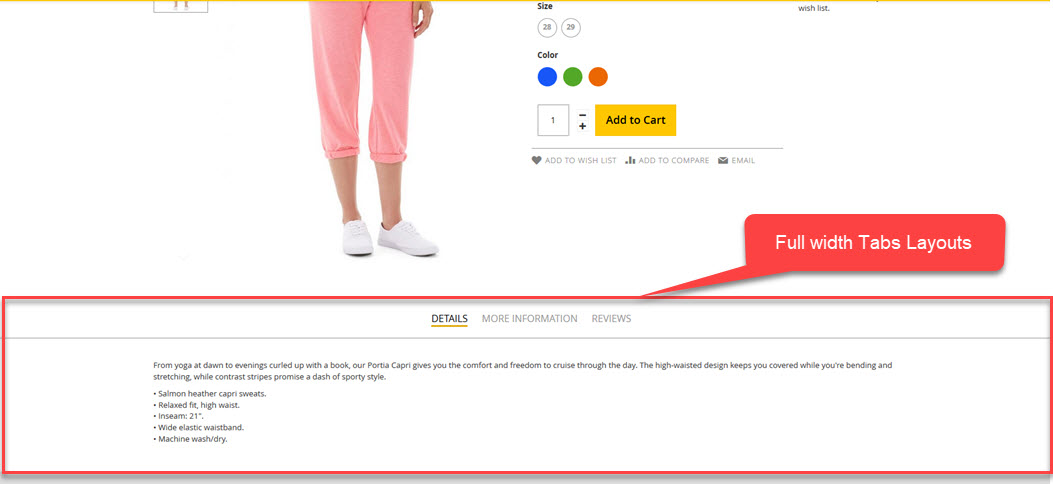 wish list.
Size
28 29
Color
1 Add to Cart
ADD TO WISH LIST ADD TO COMPARE EMAIL
Full width Tabs Layouts
DETAILS MORE INFORMATION REVIEWS
From yoga at dawn to evenings curled up with a book, our Portia Capri gives you the comfort and freedom to cruise through the day. The high-waisted design keeps you covered while you're bending and
stretching, while contrast stripes promise a dash of sporty style.
• Salmon heather capri sweats.
• Relaxed fit, high waist.
• Inseam: 21".
• Wide elastic waistband.
• Machine wash/dry.